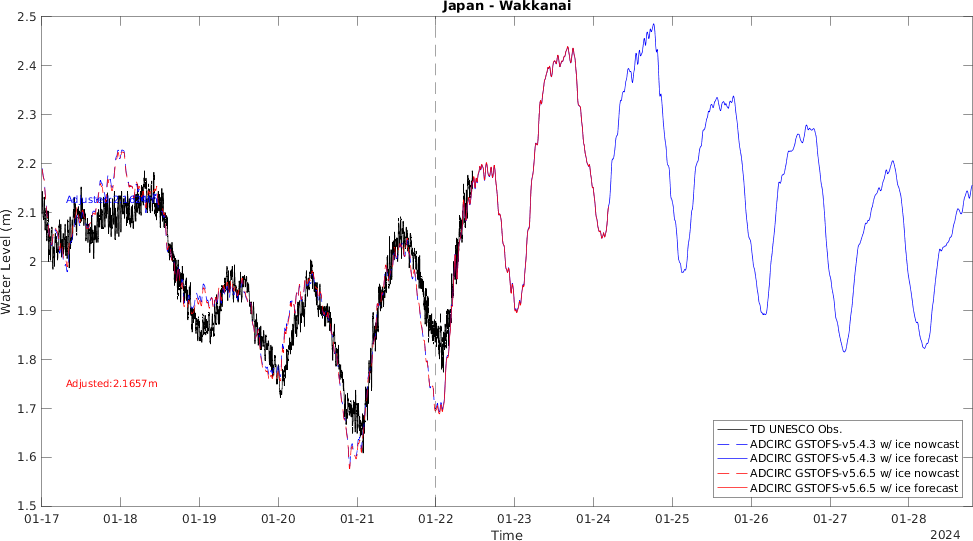 Japan - Wakkanai
Water Level (m)
2.5
2.4
2.3
2.2
2.1
2
1.9
1.8
1.7
1.6
1.5
Adjusted:
Adjusted:2.1657m
TD UNESCO Obs.
ADCIRC GSTOFS-v5.4.3 w/ ice nowcast
ADCIRC GSTOFS-v5.4.3 w/ ice forecast
ADCIRC GSTOFS-v5.6.5 w/ ice nowcast
ADCIRC GSTOFS-v5.6.5 w/ ice forecast
01-17 01-18 01-19 01-20 01-21 01-22 01-23 01-24 01-25 01-26 01-27 01-28
Time
2024